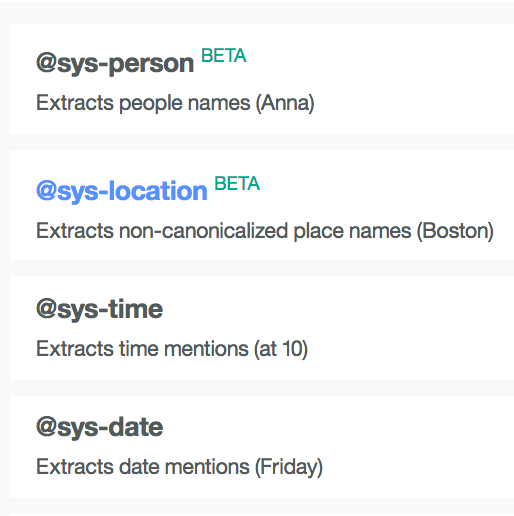 @sys-person BETA
Extracts people names (Anna)
@sys-location BETA
Extracts non-canonicalized place names (Boston)
@sys-time
Extracts time mentions (at 10)
@sys-date
Extracts date mentions (Friday)